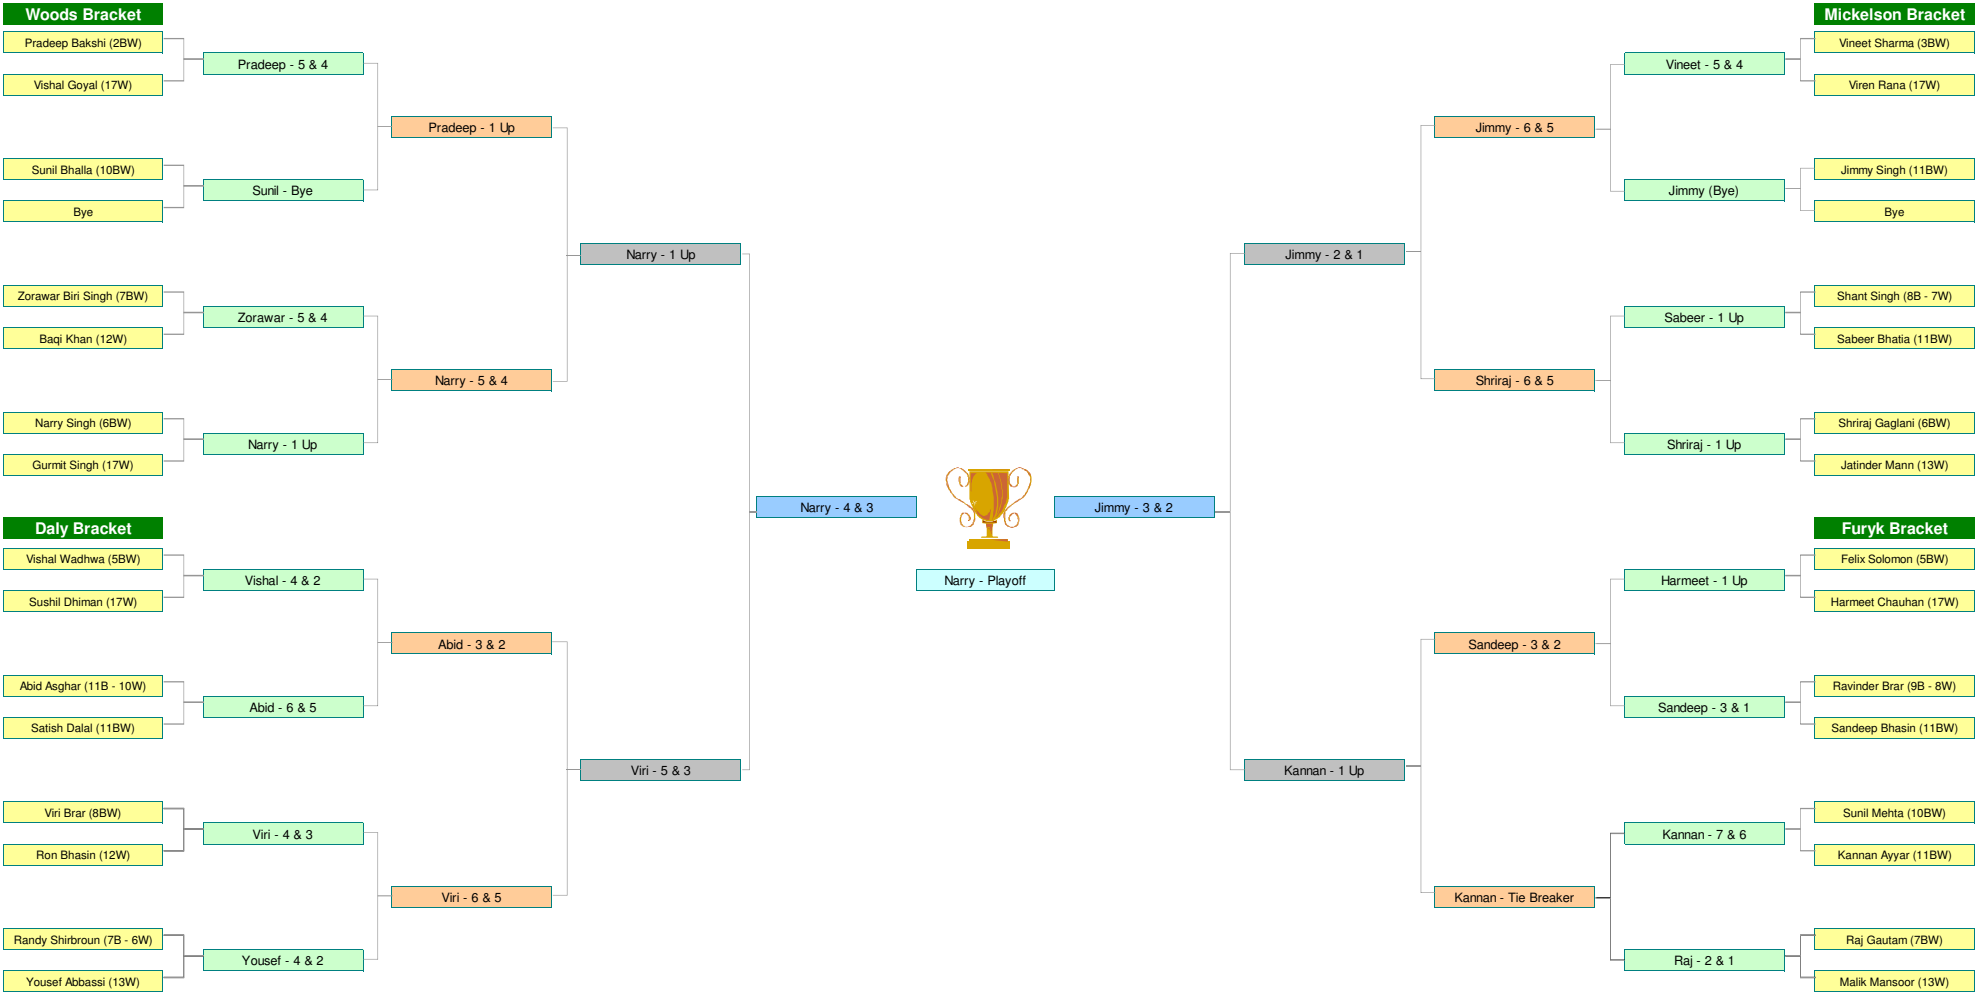 Woods Bracket
Mickelson Bracket
Pradeep Bakshi (2BW)
Pradeep - 5 & 4
Vishal Goyal (17W)
Pradeep - 1 Up
Sunil Bhalla (10BW)
Sunil - Bye
Bye
Narry - 1 Up
Zorawar Biri Singh (7BW)
Zorawar - 5 & 4
Baqi Khan (12W)
Narry - 5 & 4
Narry Singh (6BW)
Narry - 1 Up
Gurmit Singh (17W)
Narry - 4 & 3
Daly Bracket
Vishal Wadhwa (5BW)
Vishal - 4 & 2
Sushil Dhiman (17W)
Abid - 3 & 2
Abid Asghar (11B - 10W)
Abid - 6 & 5
Satish Dalal (11BW)
Viri - 5 & 3
Viri Brar (8BW)
Viri - 4 & 3
Ron Bhasin (12W)
Viri - 6 & 5
Randy Shirbroun (7B - 6W)
Yousef - 4 & 2
Yousef Abbassi (13W)
Narry - Playoff
Vineet Sharma (3BW)
Vineet - 5 & 4
Viren Rana (17W)
Jimmy - 6 & 5
Jimmy Singh (11BW)
Jimmy (Bye)
Bye
Jimmy - 2 & 1
Shant Singh (8B - 7W)
Sabeer - 1 Up
Sabeer Bhatia (11BW)
Shriraj - 6 & 5
Shriraj Gaglani (6BW)
Shriraj - 1 Up
Jatinder Mann (13W)
Jimmy - 3 & 2
Furyk Bracket
Felix Solomon (5BW)
Harmeet - 1 Up
Harmeet Chauhan (17W)
Sandeep - 3 & 2
Ravinder Brar (9B - 8W)
Sandeep - 3 & 1
Sandeep Bhasin (11BW)
Kannan - 1 Up
Sunil Mehta (10BW)
Kannan - 7 & 6
Kannan Ayyar (11BW)
Kannan - Tie Breaker
Raj Gautam (7BW)
Raj - 2 & 1
Malik Mansoor (13W)